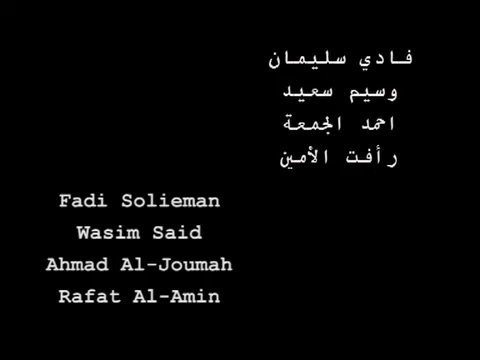 فادي سليمان
وسيم سعيد
احمد الجمعة
رأفت الأمين
Fadi Solieman
Wasim Said
Ahmad Al-Joumah
Rafat Al-Amin